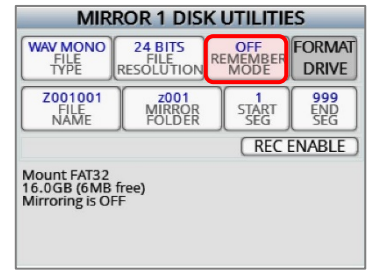 MIRROR 1 DISK UTILITIES
WAV MONO
FILE
TYPE
24 BITS
FILE
RESOLUTION
OFF
REMEMBER
MODE
FORMAT
DRIVE
Z001001
FILE
NAME
z001
MIRROR
FOLDER
1
START
SEG
999
END
SEG
REC ENABLE
Mount FAT32
16.0GB (6MB free)
Mirroring is OFF